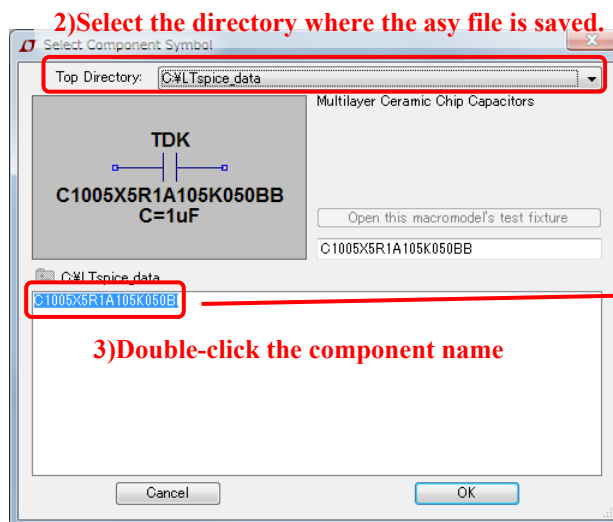 2)Select the directory where the asy file is saved.
Select Component Symbol
Top Directory: C:¥LTspice_data
Multilayer Ceramic Chip Capacitors
TDK
C1005X5R1A105K050BB
C=1uF
Open this macromodel's test fixture
C1005X5R1A105K050BB
C:¥LTspice_data
C1005X5R1A105K050BB
3)Double-click the component name
Cancel OK